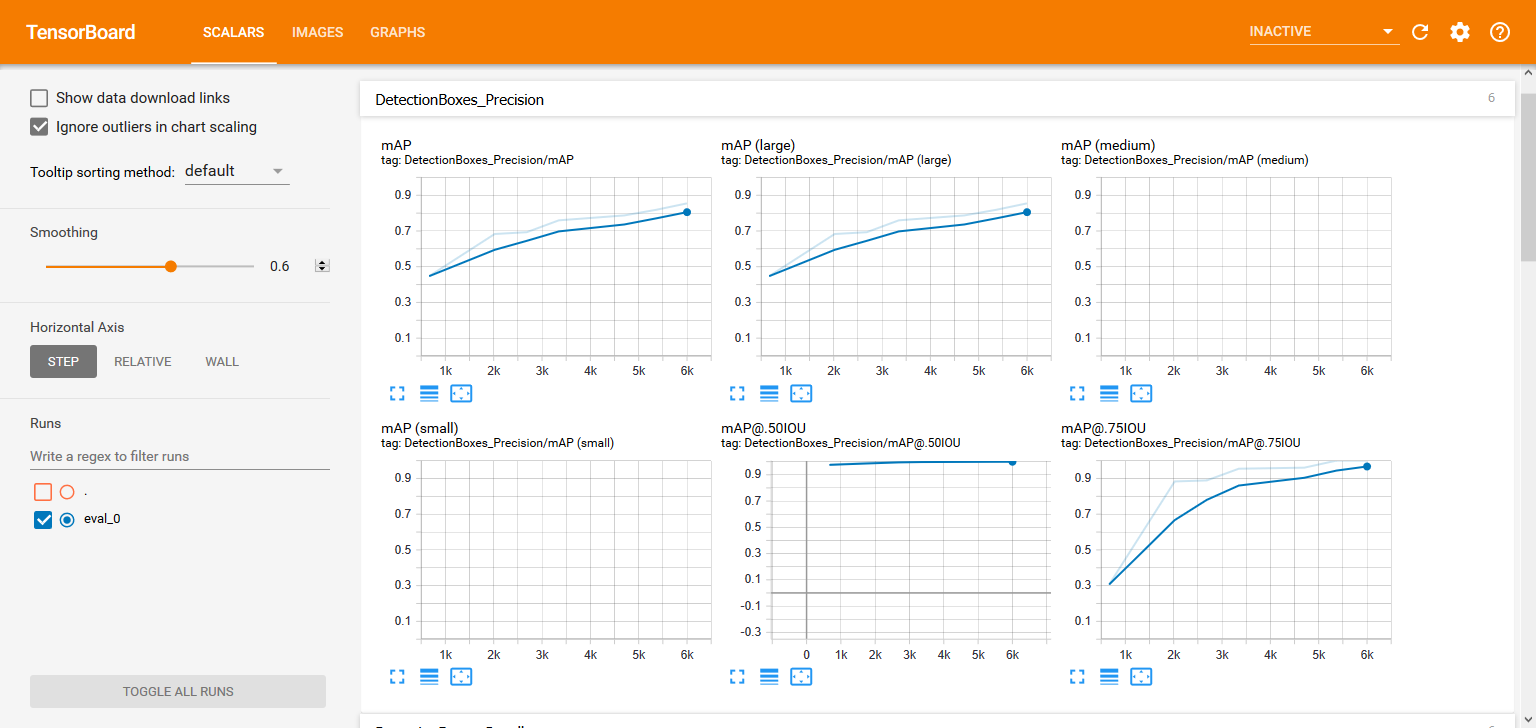 TensorBoard SCALARS IMAGES GRAPHS INACTIVE
Show data download links
Ignore outliers in chart scaling
Tooltip sorting method: default
Smoothing
0.6
Horizontal Axis
STEP RELATIVE WALL
Runs
Write a regex to filter runs
.
eval_0
TOGGLE ALL RUNS
DetectionBoxes_Precision 6
mAP
tag: DetectionBoxes_Precision/mAP
0.9
0.7
0.5
0.3
0.1
1k 2k 3k 4k 5k 6k
mAP (large)
tag: DetectionBoxes_Precision/mAP (large)
0.9
0.7
0.5
0.3
0.1
1k 2k 3k 4k 5k 6k
mAP (medium)
tag: DetectionBoxes_Precision/mAP (medium)
0.9
0.7
0.5
0.3
0.1
1k 2k 3k 4k 5k 6k
mAP (small)
tag: DetectionBoxes_Precision/mAP (small)
0.9
0.7
0.5
0.3
0.1
1k 2k 3k 4k 5k 6k
mAP@.50IOU
tag: DetectionBoxes_Precision/mAP@.50IOU
0.9
0.7
0.5
0.3
0.1
-0.1
-0.3
0 1k 2k 3k 4k 5k 6k
mAP@.75IOU
tag: DetectionBoxes_Precision/mAP@.75IOU
0.9
0.7
0.5
0.3
0.1
1k 2k 3k 4k 5k 6k